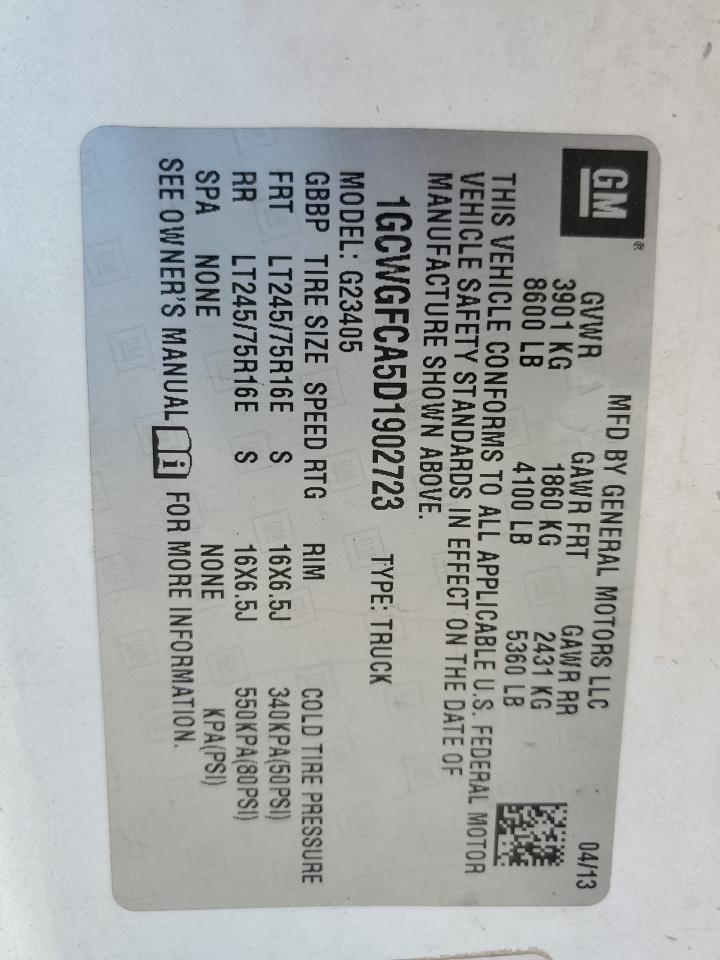 GM®
MFD BY GENERAL MOTORS LLC 04/13
GVWR GAWR FRT GAWR RR
3901 KG 1860 KG 2431 KG
8600 LB 4100 LB 5360 LB
THIS VEHICLE CONFORMS TO ALL APPLICABLE U.S. FEDERAL MOTOR
VEHICLE SAFETY STANDARDS IN EFFECT ON THE DATE OF
MANUFACTURE SHOWN ABOVE.
1GCWGFCA5D1902723 TYPE: TRUCK
MODEL: G23405
GBBP TIRE SIZE SPEED RTG RIM COLD TIRE PRESSURE
FRT LT245/75R16E S 16X6.5J 340KPA(50PSI)
RR LT245/75R16E S 16X6.5J 550KPA(80PSI)
SPA NONE NONE KPA(PSI)
SEE OWNER'S MANUAL FOR MORE INFORMATION.